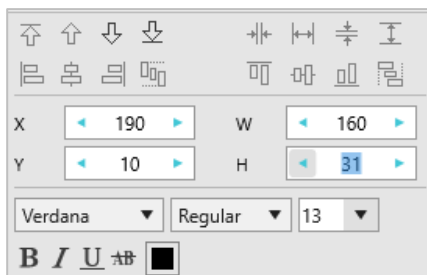 X 190 W 160
Y 10 H 31
Verdana Regular 13
B I U AB